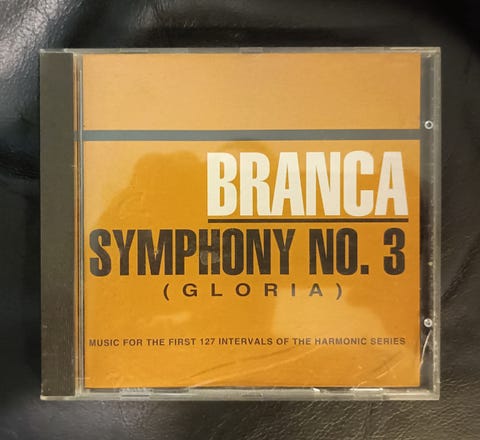 BRANCA
SYMPHONY NO. 3
(GLORIA)
MUSIC FOR THE FIRST 127 INTERVALS OF THE HARMONIC SERIES